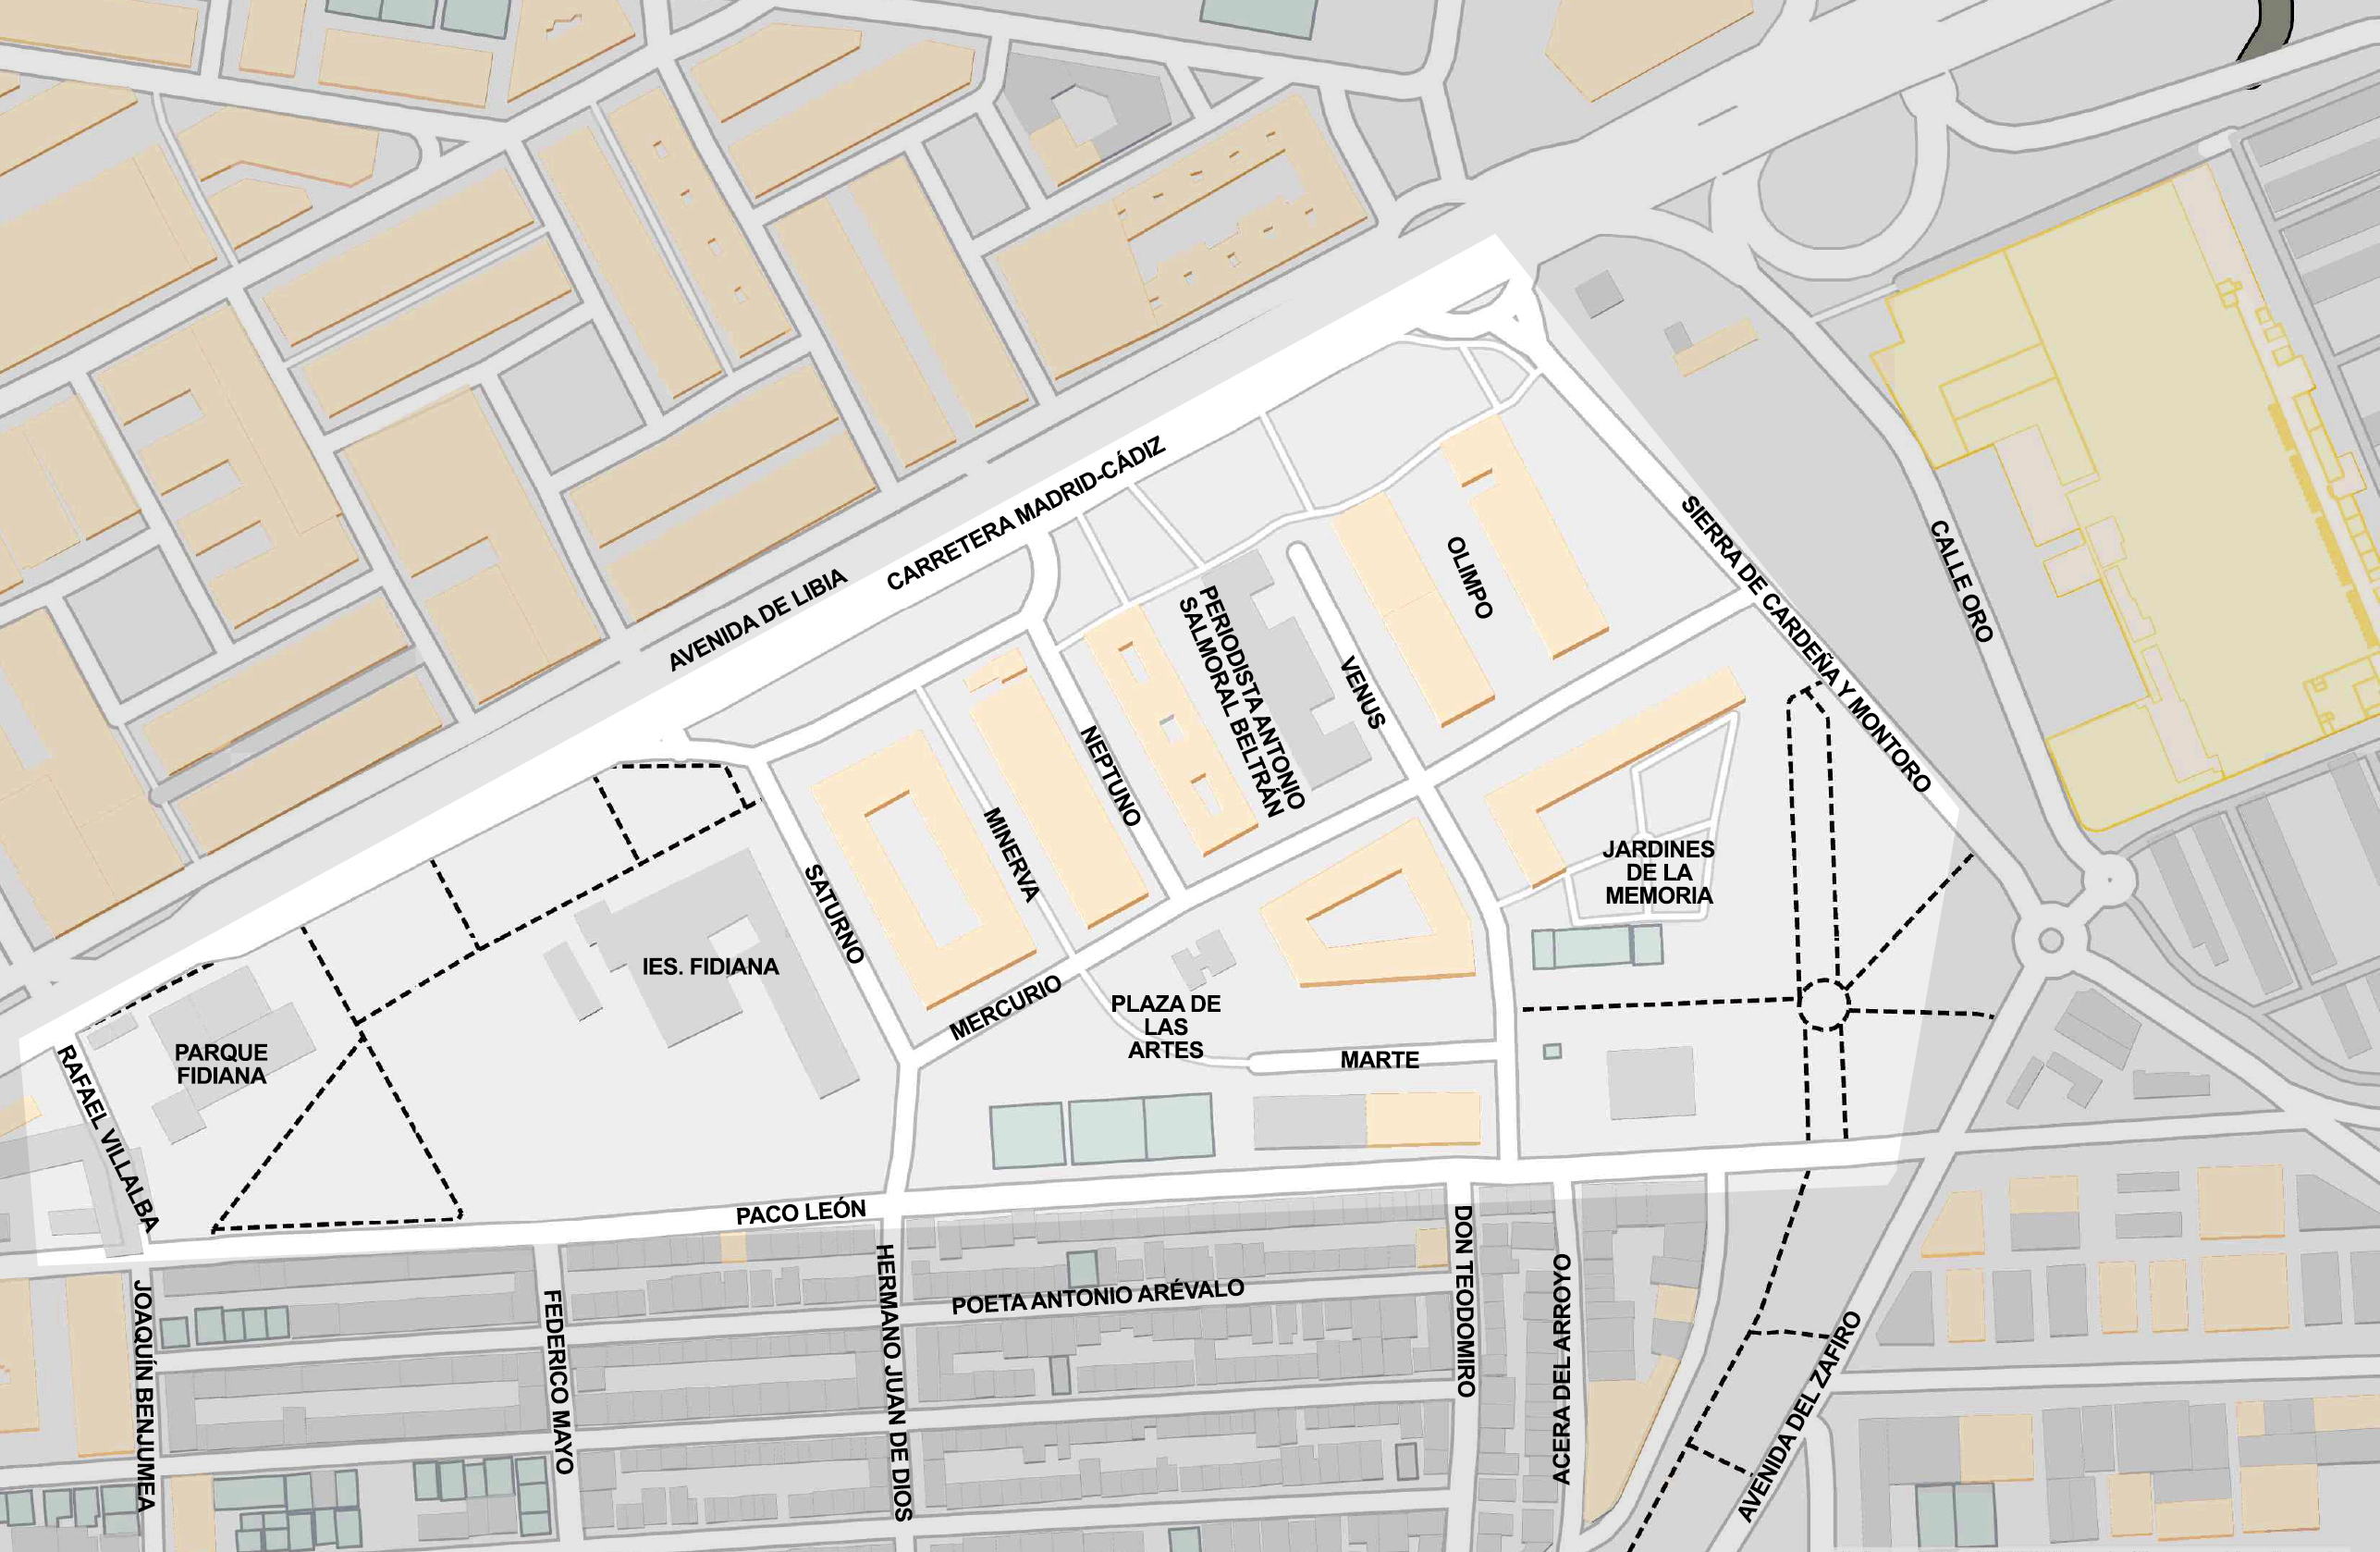 CARRETERA MADRID-CÁDIZ
AVENIDA DE LIBIA
SIERRA DE CARDEÑA Y MONTORO
CALLE ORO
OLIMPO
PERIODISTA ANTONIO
SALMORAL BELTRÁN
VENUS
NEPTUNO
MINERVA
SATURNO
JARDINES
DE LA
MEMORIA
IES. FIDIANA
MERCURIO
PLAZA DE
LAS
ARTES
MARTE
PARQUE
FIDIANA
RAFAEL VILLALBA
PACO LEÓN
POETA ANTONIO ARÉVALO
JOAQUÍN BENJUMEA
FEDERICO MAYO
HERMANO JUAN DE DIOS
DON TEODOMIRO
ACERA DEL ARROYO
AVENIDA DEL ZAFIRO